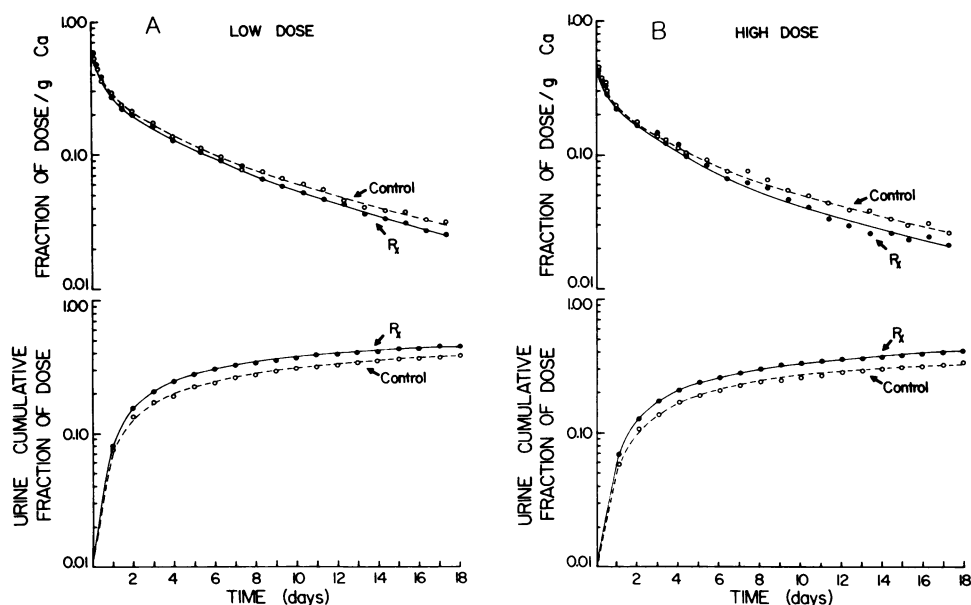 A LOW DOSE
FRACTION OF DOSE/g Ca
1.00
0.10
0.01
Control
Rx
URINE CUMULATIVE
FRACTION OF DOSE
1.00
0.10
0.01
Rx
Control
2 4 6 8 10 12 14 16 18
TIME (days)
B HIGH DOSE
FRACTION OF DOSE/g Ca
1.00
0.10
0.01
Control
Rx
URINE CUMULATIVE
FRACTION OF DOSE
1.00
0.10
0.01
Rx
Control
2 4 6 8 10 12 14 16 18
TIME (days)